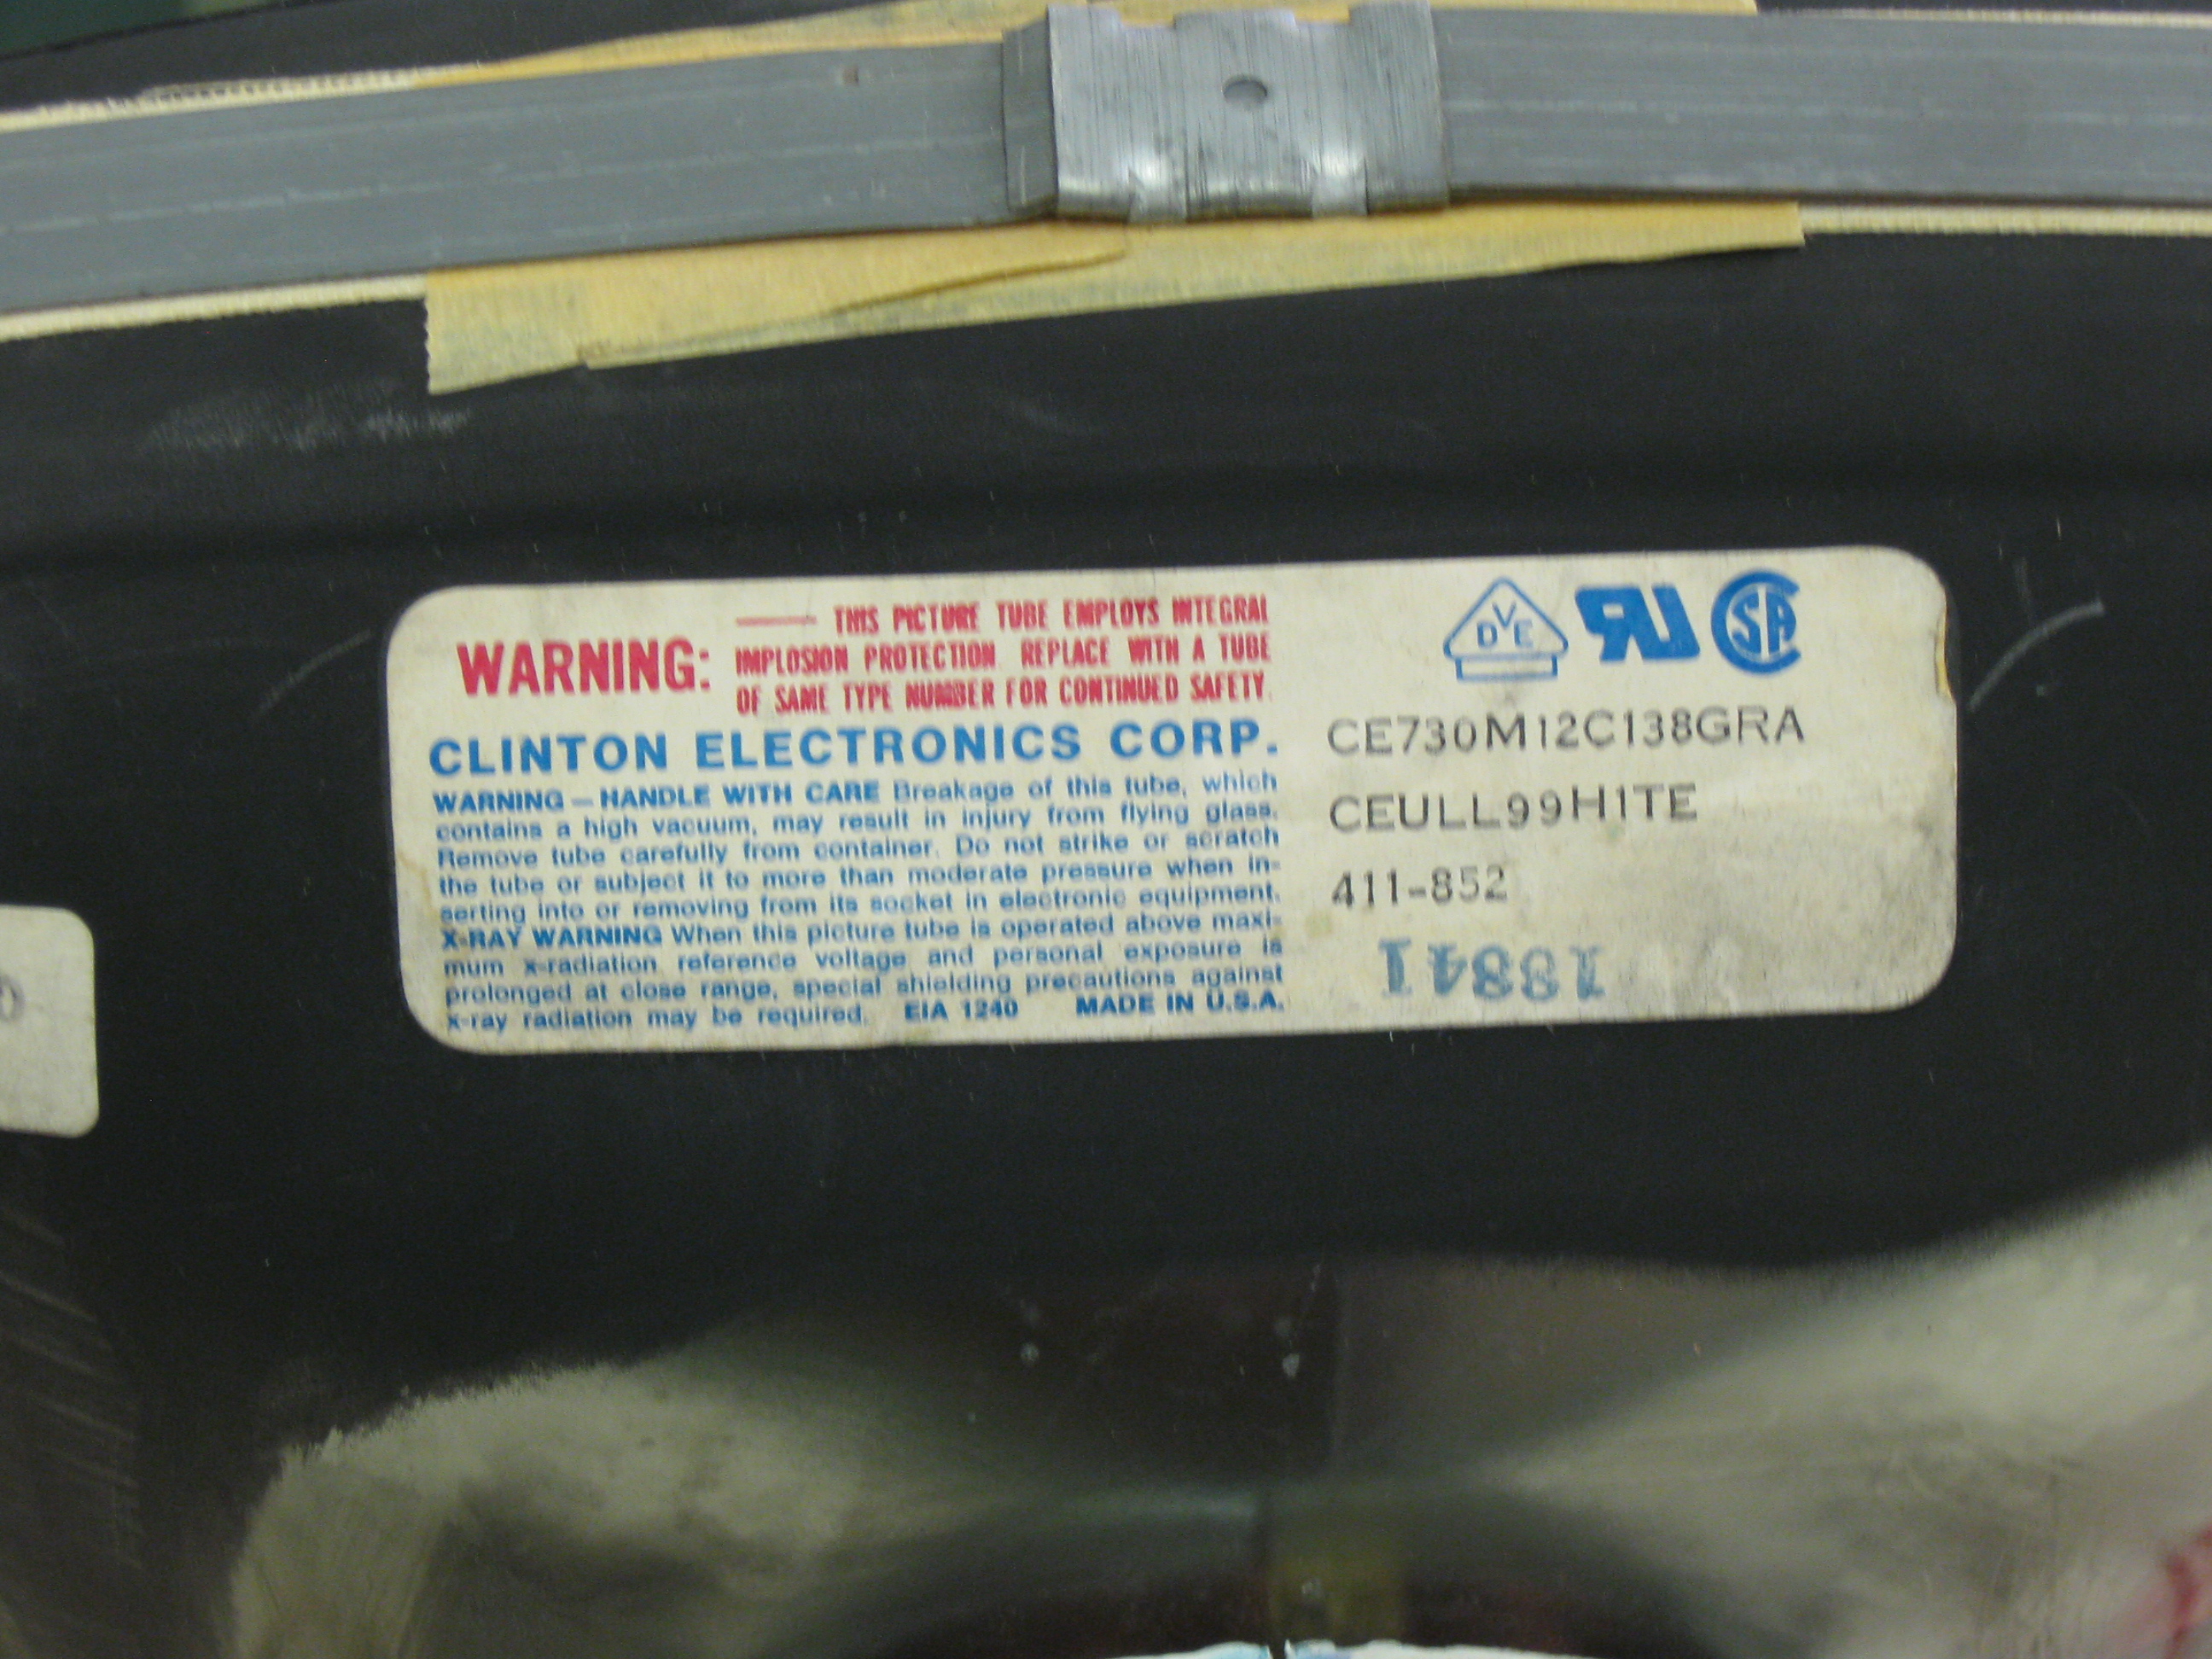 WARNING: — THIS PICTURE TUBE EMPLOYS INTEGRAL
IMPLOSION PROTECTION. REPLACE WITH A TUBE
OF SAME TYPE NUMBER FOR CONTINUED SAFETY.
CLINTON ELECTRONICS CORP.
WARNING – HANDLE WITH CARE Breakage of this tube, which
contains a high vacuum, may result in injury from flying glass.
Remove tube carefully from container. Do not strike or scratch
the tube or subject it to more than moderate pressure when in-
serting into or removing from its socket in electronic equipment.
X-RAY WARNING When this picture tube is operated above maxi-
mum x-radiation reference voltage and personal exposure is
prolonged at close range, special shielding precautions against
x-ray radiation may be required. EIA 1240 MADE IN U.S.A.
DVE
RU
SA
CE730M12C138GRA
CEULL99H1TE
411-852